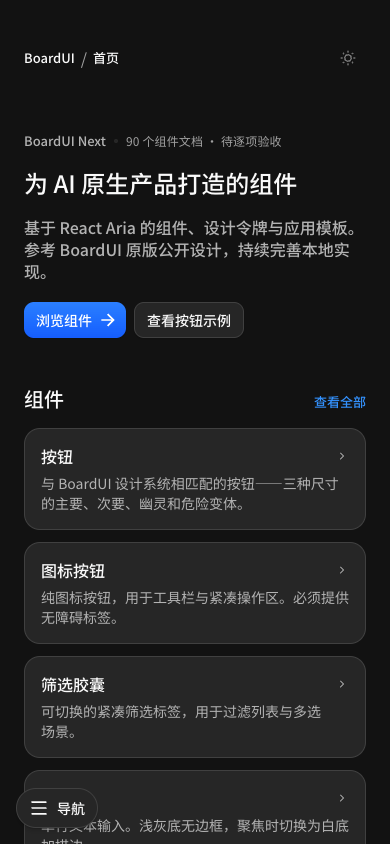 BoardUI / 首页
BoardUI Next • 90 个组件文档 · 待逐项验收
为 AI 原生产品打造的组件
基于 React Aria 的组件、设计令牌与应用模板。
参考 BoardUI 原版公开设计，持续完善本地实
现。
浏览组件 →
查看按钮示例
组件
查看全部
按钮
与 BoardUI 设计系统相匹配的按钮——三种尺寸
的主要、次要、幽灵和危险变体。
图标按钮
纯图标按钮，用于工具栏与紧凑操作区。必须提供
无障碍标签。
筛选胶囊
可切换的紧凑筛选标签，用于过滤列表与多选
场景。
导航
文本输入。浅灰底无边框，聚焦时切换为白底